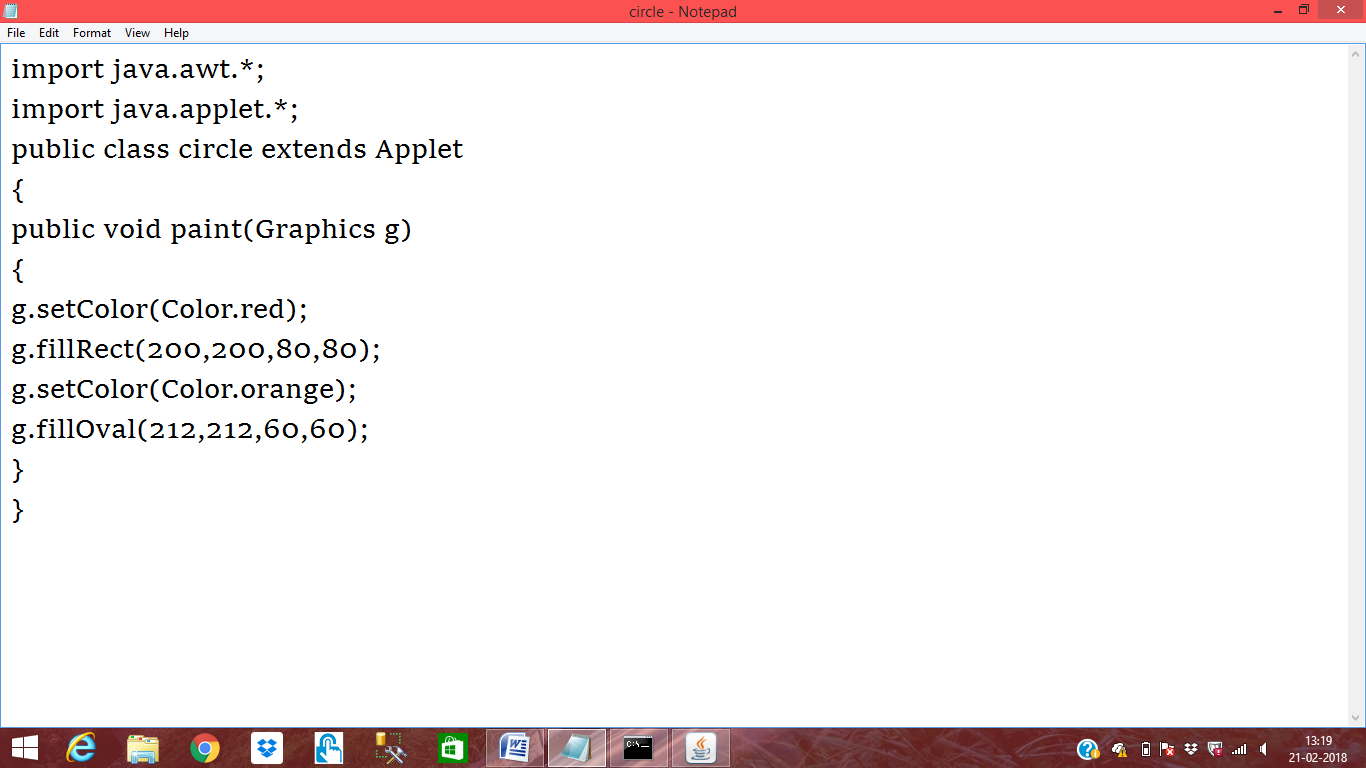 circle - Notepad
File Edit Format View Help
import java.awt.*;
import java.applet.*;
public class circle extends Applet
{
public void paint(Graphics g)
{
g.setColor(Color.red);
g.fillRect(200,200,80,80);
g.setColor(Color.orange);
g.fillOval(212,212,60,60);
}
}
13:19
21-02-2018